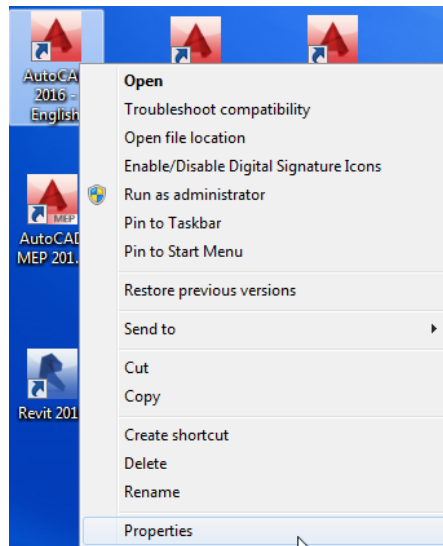 AutoCA
2016 -
English
MEP
AutoCAD
MEP 201.
Revit 201
Open
Troubleshoot compatibility
Open file location
Enable/Disable Digital Signature Icons
Run as administrator
Pin to Taskbar
Pin to Start Menu
Restore previous versions
Send to
Cut
Copy
Create shortcut
Delete
Rename
Properties